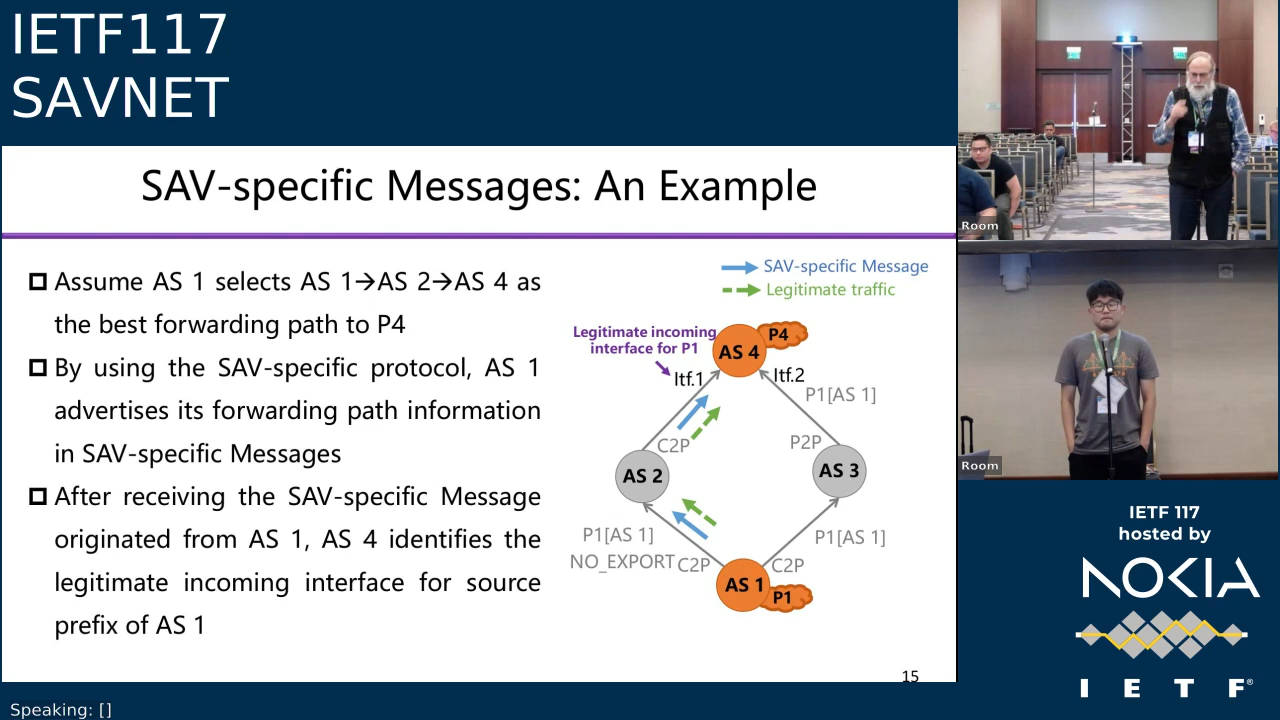 IETF117
SAVNET
SAV-specific Messages: An Example
Assume AS 1 selects AS 1→AS 2→AS 4 as
the best forwarding path to P4
By using the SAV-specific protocol, AS 1
advertises its forwarding path information
in SAV-specific Messages
After receiving the SAV-specific Message
originated from AS 1, AS 4 identifies the
legitimate incoming interface for source
prefix of AS 1
SAV-specific Message
Legitimate traffic
Legitimate incoming
interface for P1
AS 4
P4
Itf.1
Itf.2
P1[AS 1]
C2P
P2P
AS 2
AS 3
P1[AS 1]
NO_EXPORT
C2P
C2P
P1[AS 1]
AS 1
P1
15
Room
Room
IETF 117
hosted by
NOKIA
I E T F®
Speaking: []